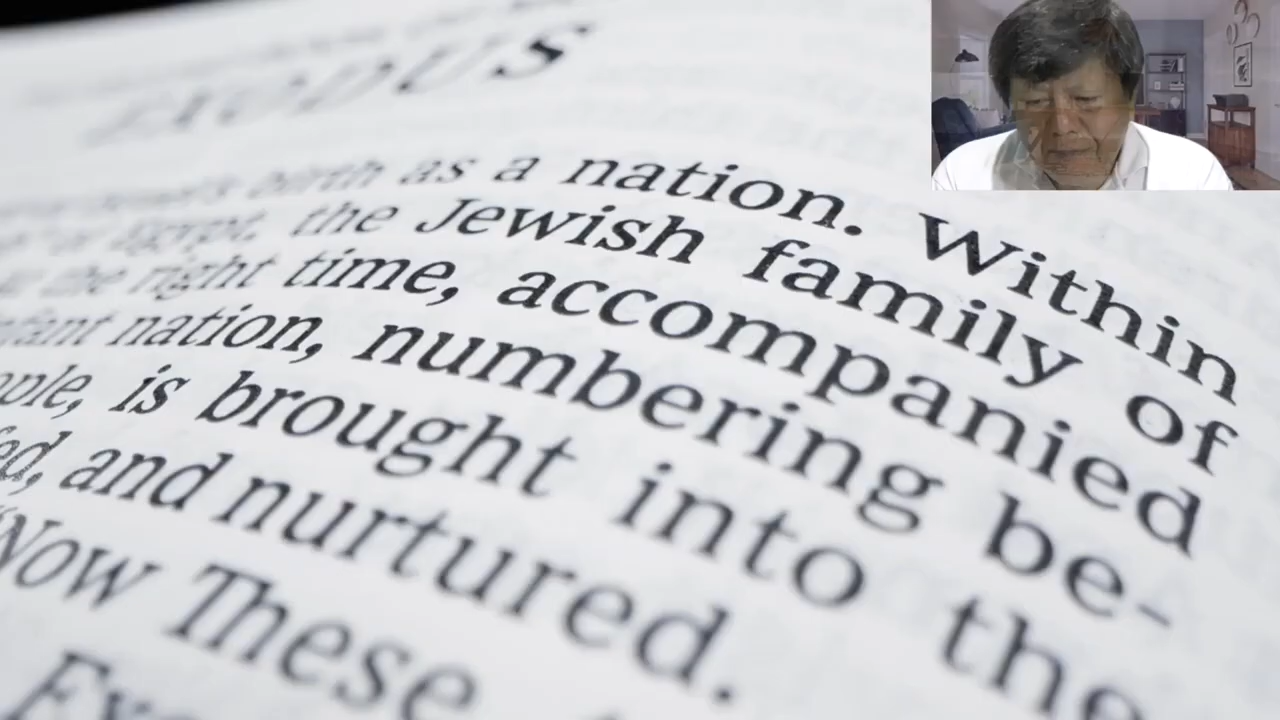 EXODUS
birth as a nation. Within
Egypt, the Jewish family of
the right time, accompanied
nation, numbering be-
is brought into the
and nurtured.
"Now These